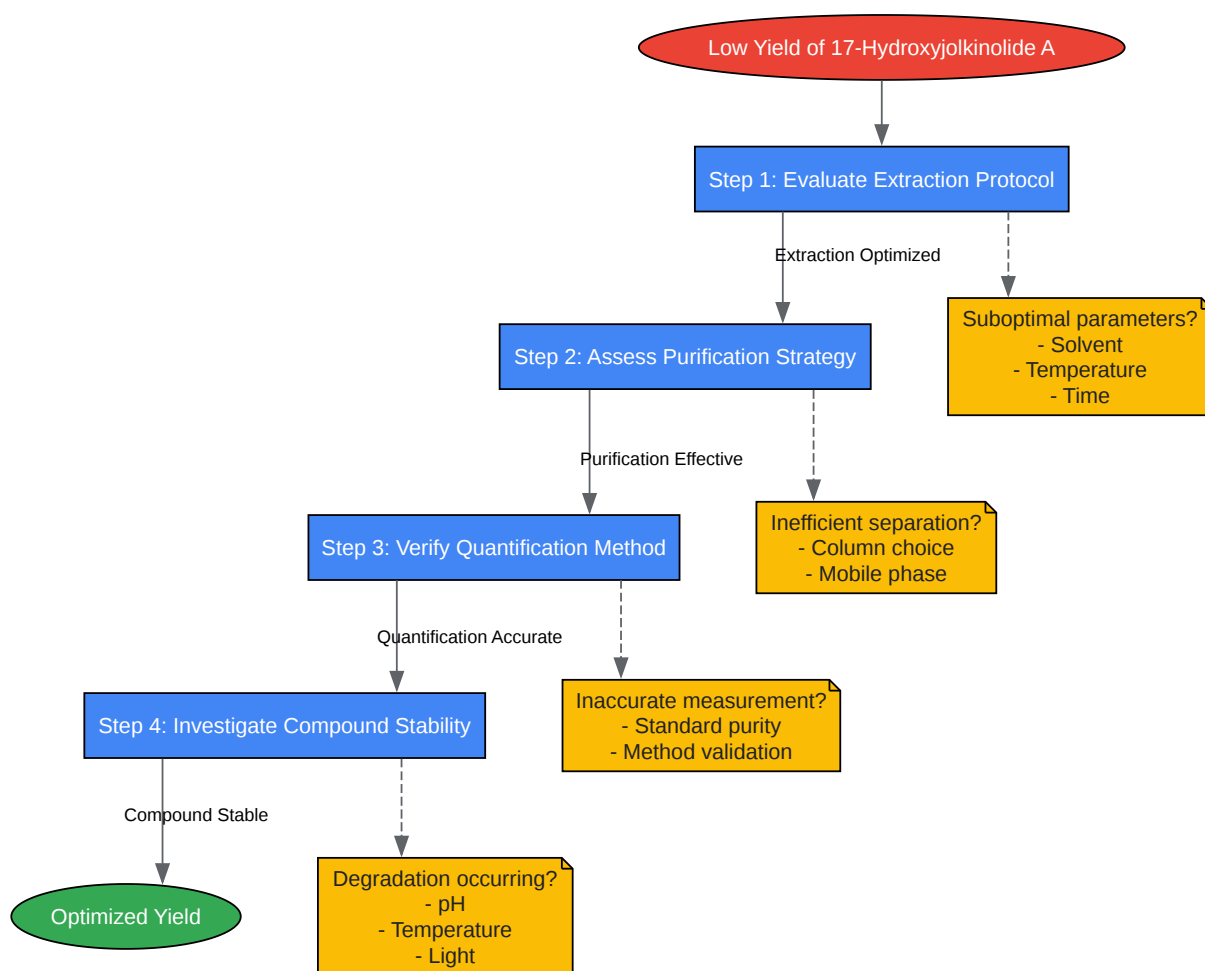 Low Yield of 17-Hydroxyjolkinolide A
Step 1: Evaluate Extraction Protocol
Extraction Optimized
Suboptimal parameters?
- Solvent
- Temperature
- Time
Step 2: Assess Purification Strategy
Purification Effective
Inefficient separation?
- Column choice
- Mobile phase
Step 3: Verify Quantification Method
Quantification Accurate
Inaccurate measurement?
- Standard purity
- Method validation
Step 4: Investigate Compound Stability
Compound Stable
Degradation occurring?
- pH
- Temperature
- Light
Optimized Yield